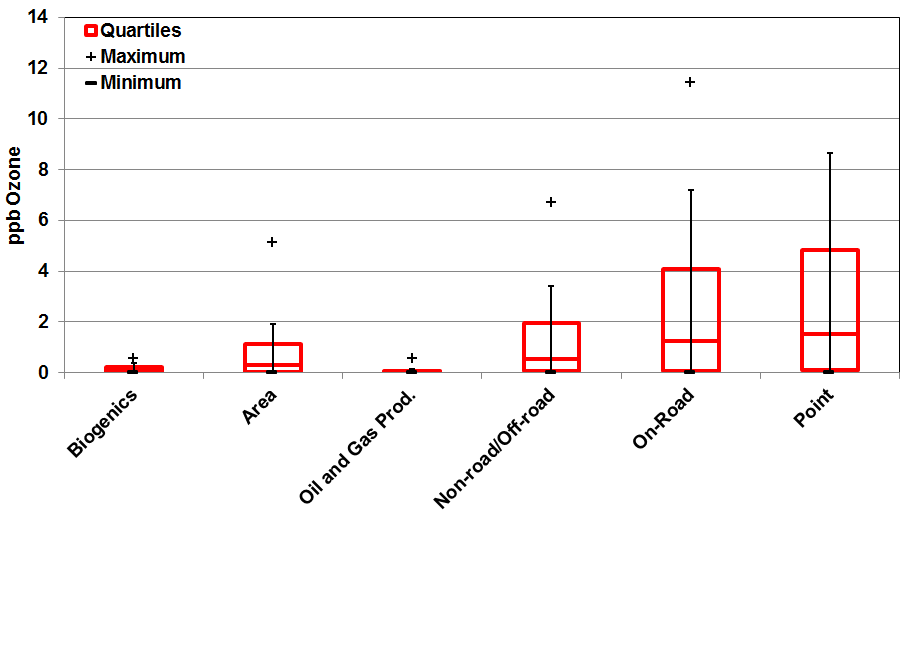 14
12
10
8
6
4
2
0
ppb Ozone
Quartiles
Maximum
Minimum
Biogenics
Area
Oil and Gas Prod.
Non-road/Off-road
On-Road
Point